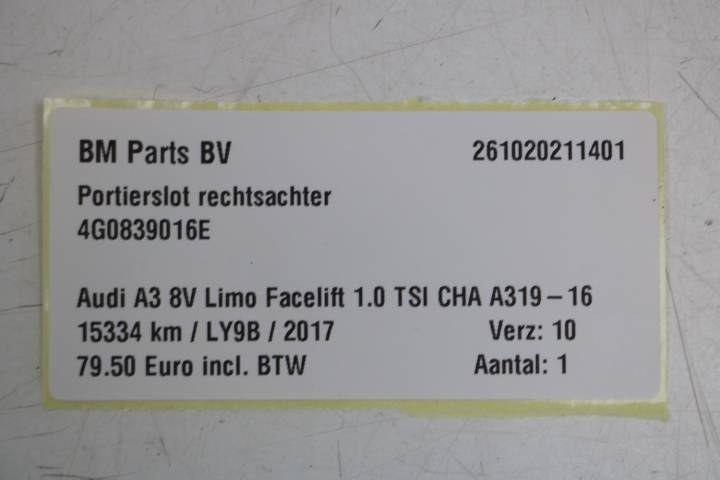 BM Parts BV 261020211401
Portierslot rechtsachter
4G0839016E
Audi A3 8V Limo Facelift 1.0 TSI CHA A319 – 16
15334 km / LY9B / 2017 Verz: 10
79.50 Euro incl. BTW Aantal: 1